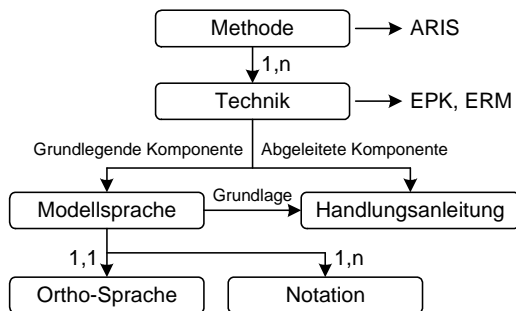 Methode
ARIS
1,n
Technik
EPK, ERM
Grundlegende Komponente
Abgeleitete Komponente
Modellsprache
Grundlage
Handlungsanleitung
1,1
1,n
Ortho-Sprache
Notation